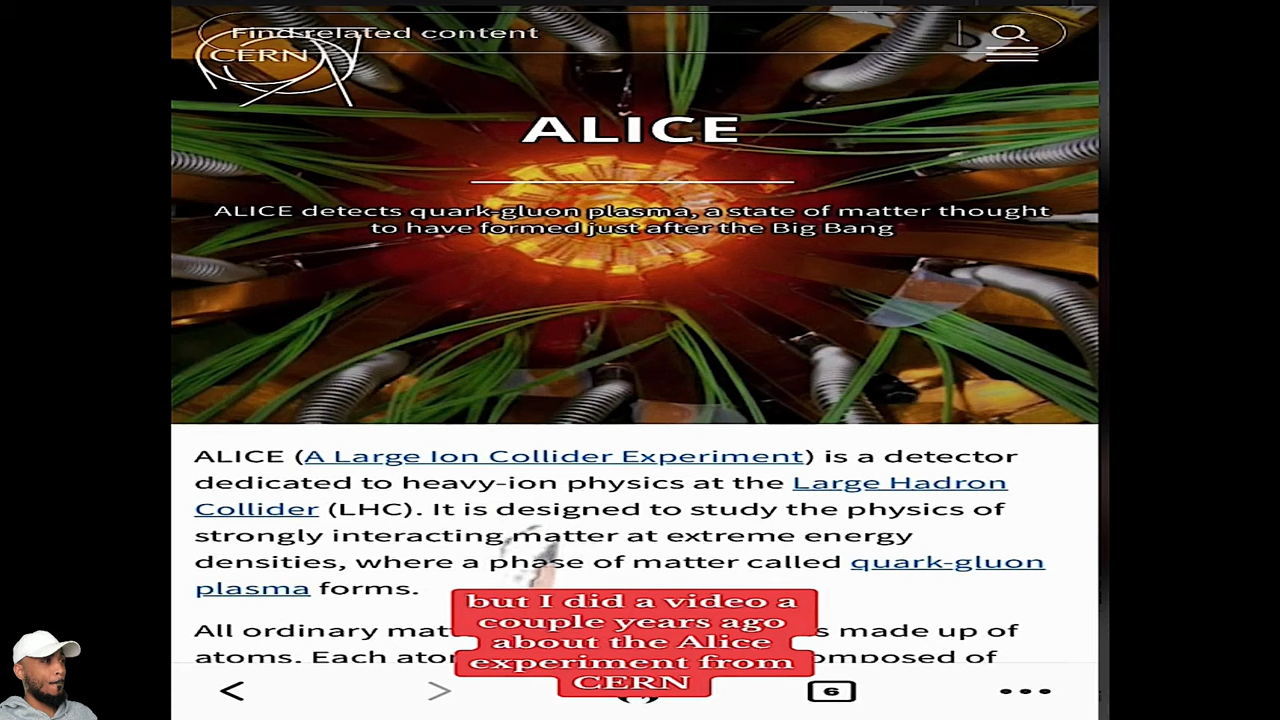 Find related content
CERN
ALICE
ALICE detects quark-gluon plasma, a state of matter thought
to have formed just after the Big Bang
ALICE (A Large Ion Collider Experiment) is a detector
dedicated to heavy-ion physics at the Large Hadron
Collider (LHC). It is designed to study the physics of
strongly interacting matter at extreme energy
densities, where a phase of matter called quark-gluon
plasma forms.
but I did a video a
couple years ago
about the Alice
experiment from
CERN
All ordinary s made up of
atoms. Each
6